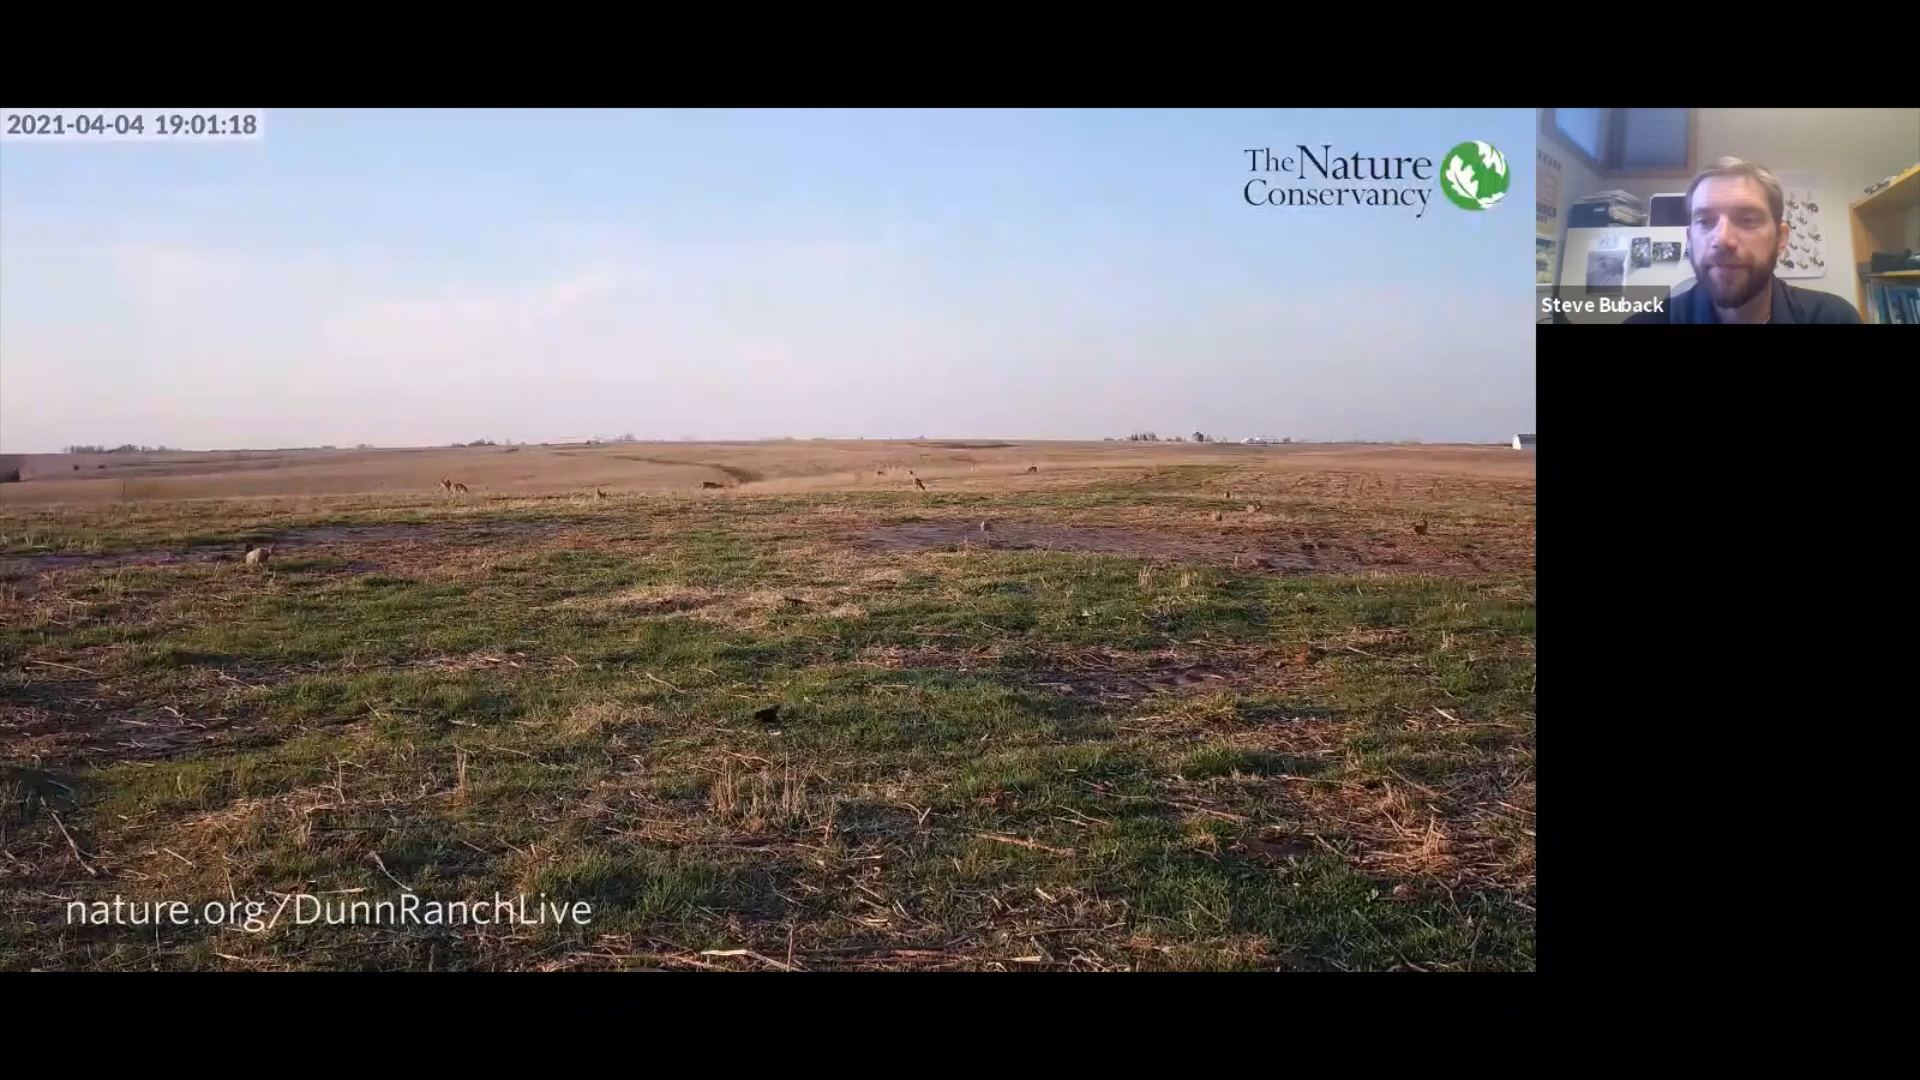 2021-04-04 19:01:18
The Nature
Conservancy
Steve Buback
nature.org/DunnRanchLive